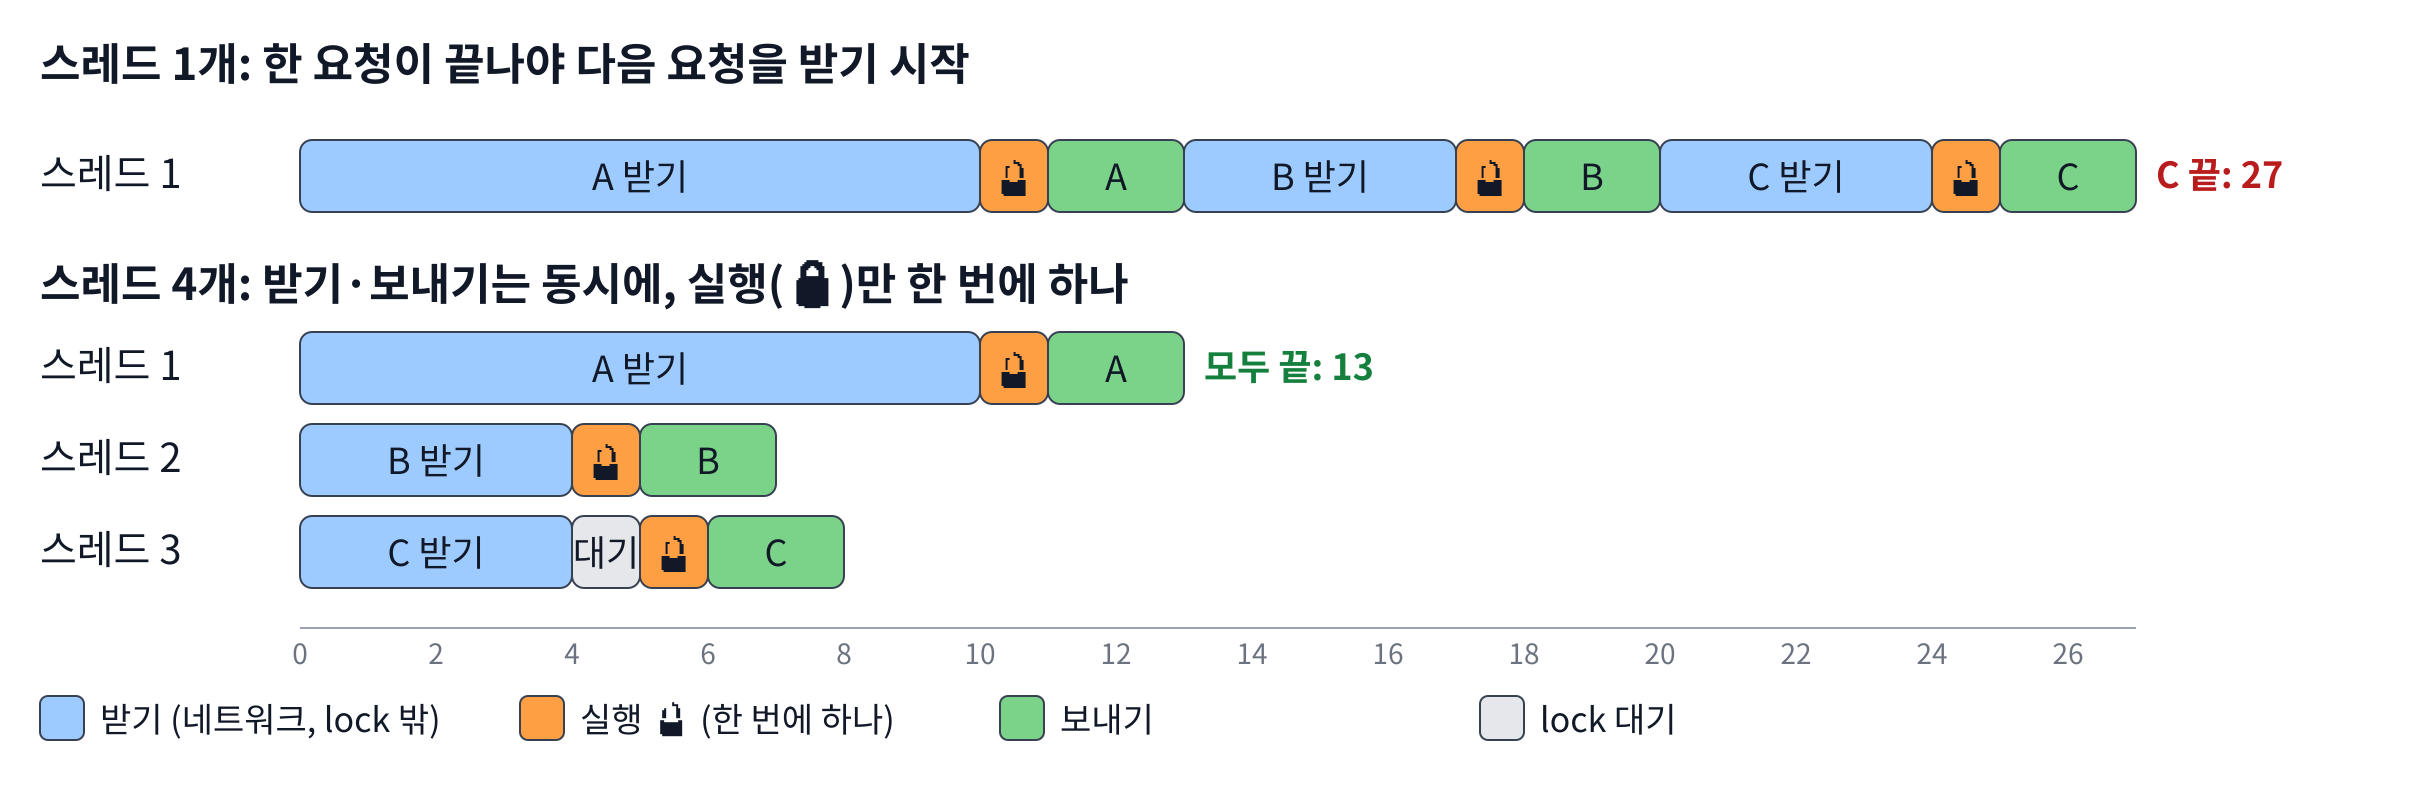 스레드 1개: 한 요청이 끝나야 다음 요청을 받기 시작
스레드 1 A 받기 🔒 A B 받기 🔒 B C 받기 🔒 C C 끝: 27
스레드 4개: 받기·보내기는 동시에, 실행(🔒)만 한 번에 하나
스레드 1 A 받기 🔒 A 모두 끝: 13
스레드 2 B 받기 🔒 B
스레드 3 C 받기 대기 🔒 C
0 2 4 6 8 10 12 14 16 18 20 22 24 26
받기 (네트워크, lock 밖) 실행 🔒 (한 번에 하나) 보내기 lock 대기